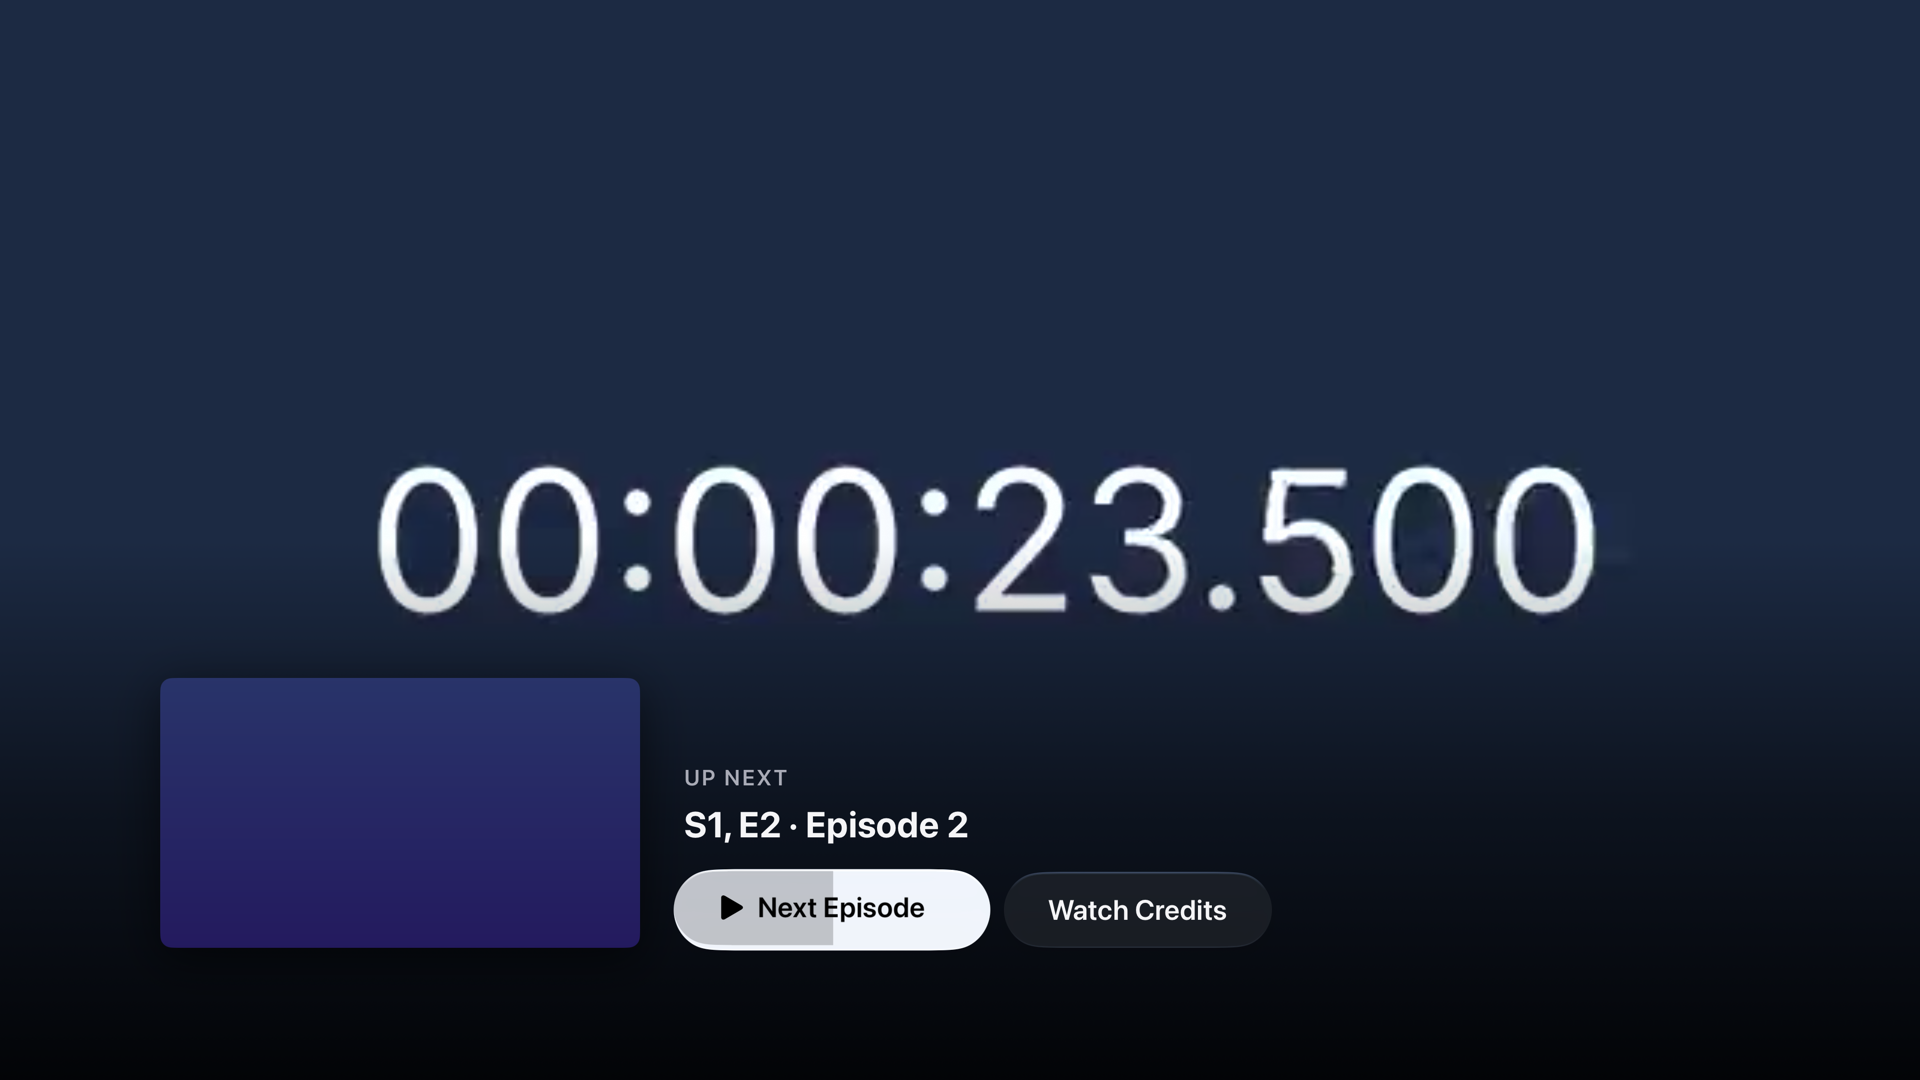 00:00:23.500
UP NEXT
S1, E2 · Episode 2
Next Episode
Watch Credits